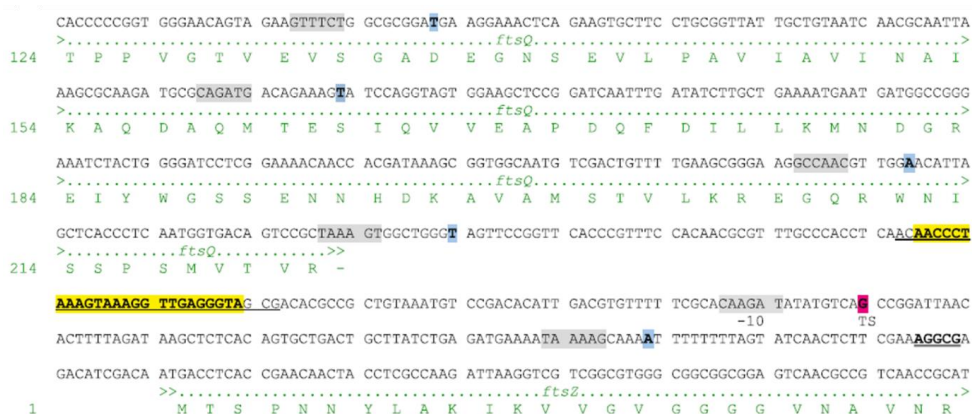 CACCCCCGGT GGGAACAGTA GAAGTTTCTG GCGCGGATGA AGGAAACTCA GAAGTGCTTC CTGCGGTTAT TGCTGTAATC AACGCAATTA
>............................................ftsQ............................................
124 T P P V G T V E V S G A D E G N S E V L P A V I A V I N A I
AAGCGCAAGA TGCGCAGATG ACAGAAAGTA TCCAGGTAGT GGAAGCTCCG GATCAATTTG ATATCTTGCT GAAAATGAAT GATGGCCGGG
>............................................ftsQ............................................
154 K A Q D A Q M T E S I Q V V E A P D Q F D I L L K M N D G R
AAATCTACTG GGGATCCTCG GAAAACAACC ACGATAAAGC GGTGGCAATG TCGACTGTTT TGAAGCGGGA AGGCCAACGT TGGAACATTA
>............................................ftsQ............................................
184 E I Y W G S S E N N H D K A V A M S T V L K R E G Q R W N I
GCTCACCCTC AATGGTGACA GTCCGCTAAA GTGGCTGGGT TAGTTCCGGT CACCCGTTTC CACAACGCGT TTGCCCACCT CAACAACCCT
>............ftsQ............>>
214 S S P S M V T V R -
AAAGTAAAGG TTGAGGGTAG CGACACGCCG CTGTAAATGT CCGACACATT GACGTGTTTT TCGCACAAGA TATATGTCAG CCGGATTAAC
-10 TS
ACTTTTAGAT AAGCTCTCAC AGTGCTGACT GCTTATCTGA GATGAAAATA AAAGCAAAAT TTTTTTTAGT ATCAACTCTT CGAAAGGCGA
GACATCGACA ATGACCTCAC CGAACAACTA CCTCGCCAAG ATTAAGGTCG TCGGCGTGGG CGGCGGCGGA GTCAACGCCG TCAACCGCAT
>>....................................ftsZ............................................
1 M T S P N N Y L A K I K V V G V G G G G V N A V N R